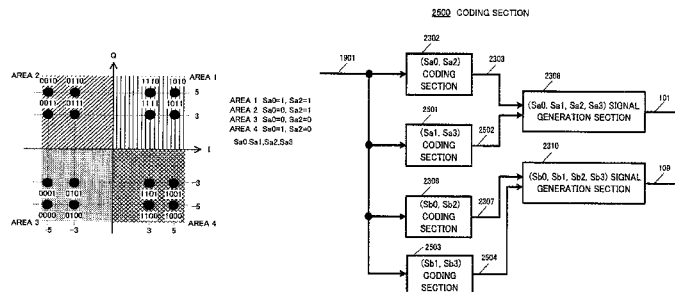 2500 CODING SECTION
Q
AREA 2
0010 0110
1110 1010
AREA 1
5
0011 0111
1111 1011
3
I
-3
0001 0101
1101 1001
-5
0000 0100
1100 1000
AREA 3
AREA 4
-5 -3
3 5
AREA 1 Sa0=1, Sa2=1
AREA 2 Sa0=0, Sa2=1
AREA 3 Sa0=0, Sa2=0
AREA 4 Sa0=1, Sa2=0
Sa0,Sa1,Sa2,Sa3
1901
2302
(Sa0, Sa2)
CODING
SECTION
2303
2501
(Sa1, Sa3)
CODING
SECTION
2502
2306
(Sb0, Sb2)
CODING
SECTION
2307
2503
(Sb1, Sb3)
CODING
SECTION
2504
2308
(Sa0, Sa1, Sa2, Sa3) SIGNAL
GENERATION SECTION
101
2310
(Sb0, Sb1, Sb2, Sb3) SIGNAL
GENERATION SECTION
109